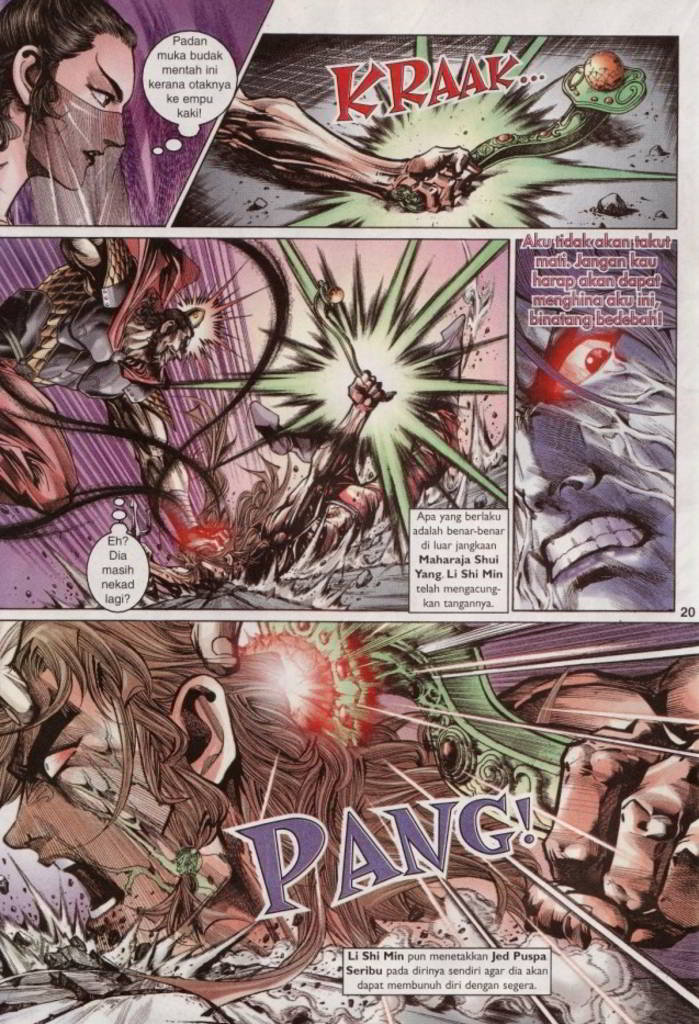 Padan
muka budak
mentah ini
kerana otaknya
ke empu
kaki!
KRAAK...
Aku tidak akan takut
mati. Jangan kau
harap akan dapat
menghina aku ini,
binatang bedebah!
Eh?
Dia
masih
nekad
lagi?
Apa yang berlaku
adalah benar-benar
di luar jangkaan
Maharaja Shui
Yang. Li Shi Min
telah mengacung-
kan tangannya.
20
PANG!
Li Shi Min pun menetakkan Jed Puspa
Seribu pada dirinya sendiri agar dia akan
dapat membunuh diri dengan segera.